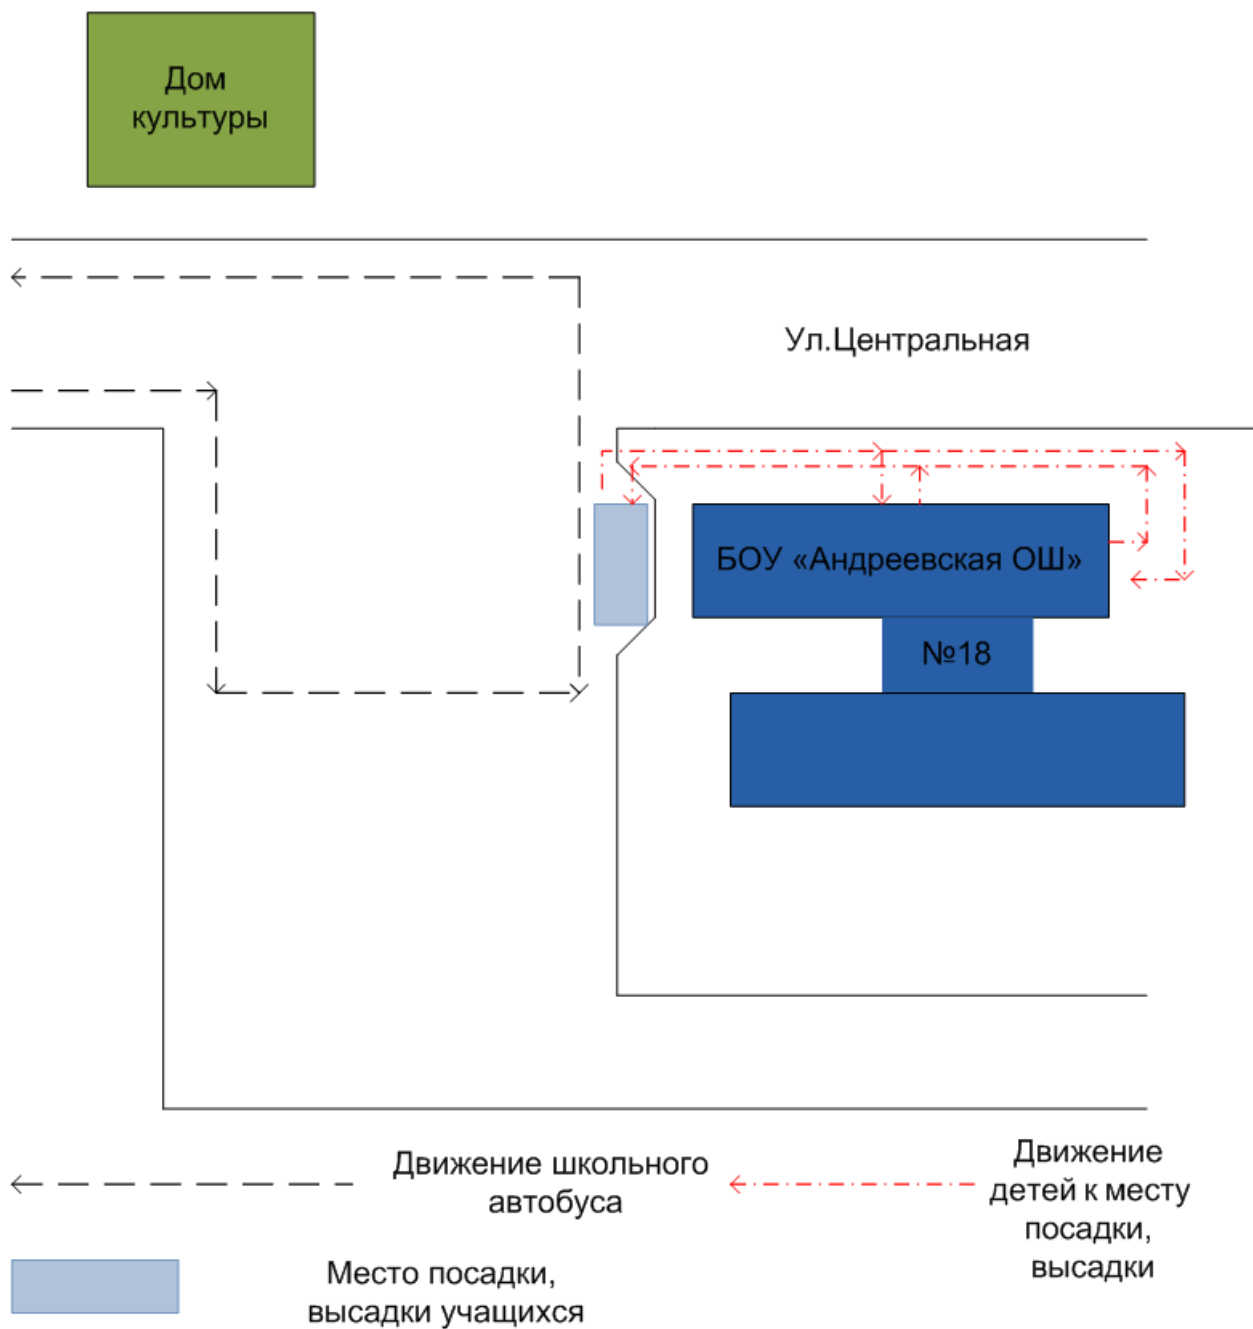 Дом
культуры
Ул.Центральная
БОУ «Андреевская ОШ»
№18
Движение школьного
автобуса
Движение
детей к месту
посадки,
высадки
Место посадки,
высадки учащихся